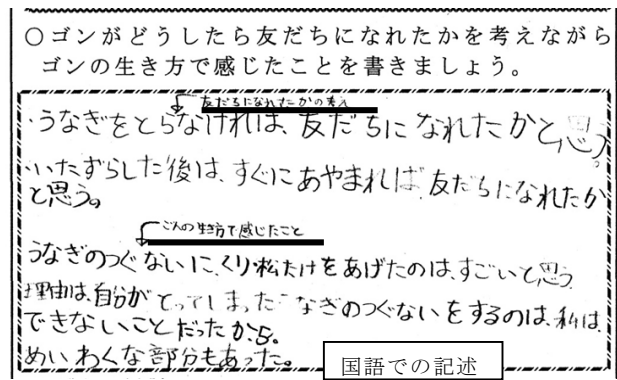 ○ゴンがどうしたら友だちになれたかを考えながら
ゴンの生き方で感じたことを書きましょう。
友だちになれたかの考え
・うなぎをとらなければ、友だちになれたかと思う。
・いたずらした後は、すぐにあやまれば友だちになれたか
と思う。
ごんの生き方で感じたこと
うなぎのつぐないに、くり・松たけをあげたのは、すごいと思う
理由は、自分がとってしまったうなぎのつぐないをするのは、私は、
できないことだったから。
めいわくな部分もあった。
国語での記述